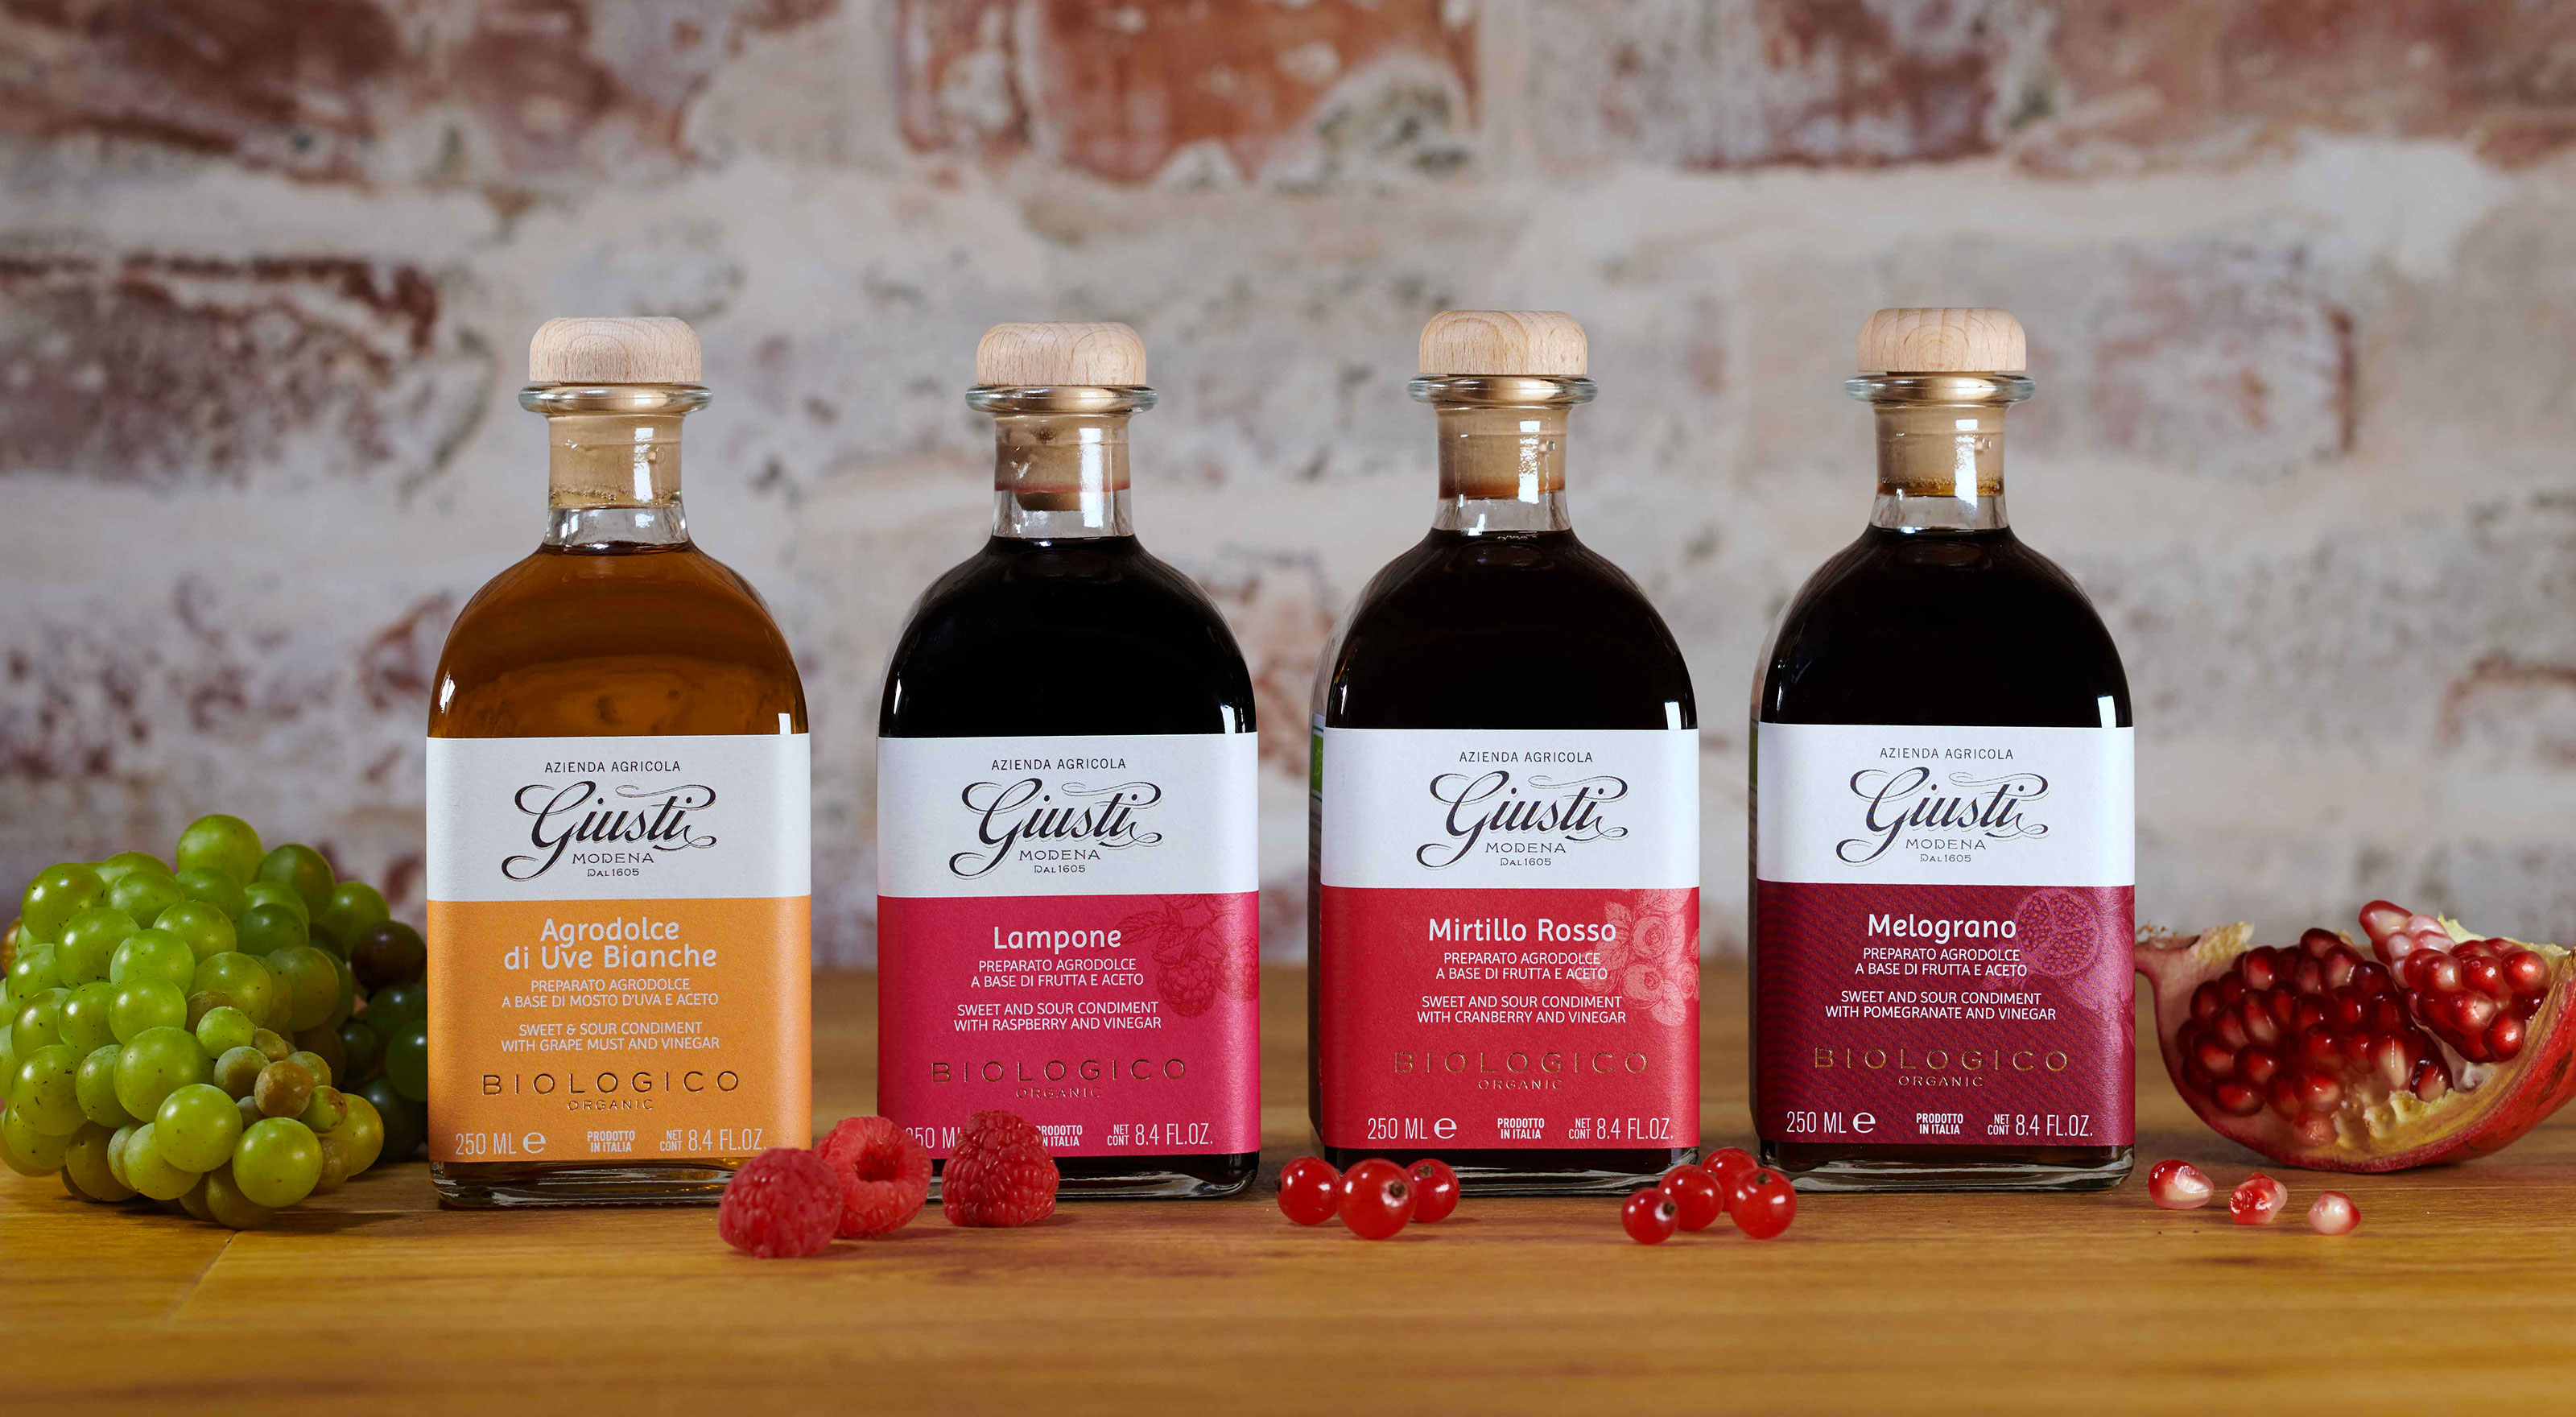 AZIENDA AGRICOLA
Giusti
MODENA
DAL 1605
Agrodolce
di Uve Bianche
PREPARATO AGRODOLCE
A BASE DI MOSTO D'UVA E ACETO
SWEET & SOUR CONDIMENT
WITH GRAPE MUST AND VINEGAR
BIOLOGICO
ORGANIC
250 ML e PRODOTTO IN ITALIA NET CONT 8.4 FL.OZ.
AZIENDA AGRICOLA
Giusti
MODENA
DAL 1605
Lampone
PREPARATO AGRODOLCE
A BASE DI FRUTTA E ACETO
SWEET AND SOUR CONDIMENT
WITH RASPBERRY AND VINEGAR
BIOLOGICO
ORGANIC
ITALIA NET CONT 8.4 FL.OZ.
AZIENDA AGRICOLA
Giusti
MODENA
DAL 1605
Mirtillo Rosso
PREPARATO AGRODOLCE
A BASE DI FRUTTA E ACETO
SWEET AND SOUR CONDIMENT
WITH CRANBERRY AND VINEGAR
BIOLOGICO
ORGANIC
250 ML e PRODOTTO IN ITALIA NET CONT 8.4 FL.OZ.
AZIENDA AGRICOLA
Giusti
MODENA
DAL 1605
Melograno
PREPARATO AGRODOLCE
A BASE DI FRUTTA E ACETO
SWEET AND SOUR CONDIMENT
WITH POMEGRANATE AND VINEGAR
BIOLOGICO
ORGANIC
250 ML e PRODOTTO IN ITALIA NET CONT 8.4 FL.OZ.